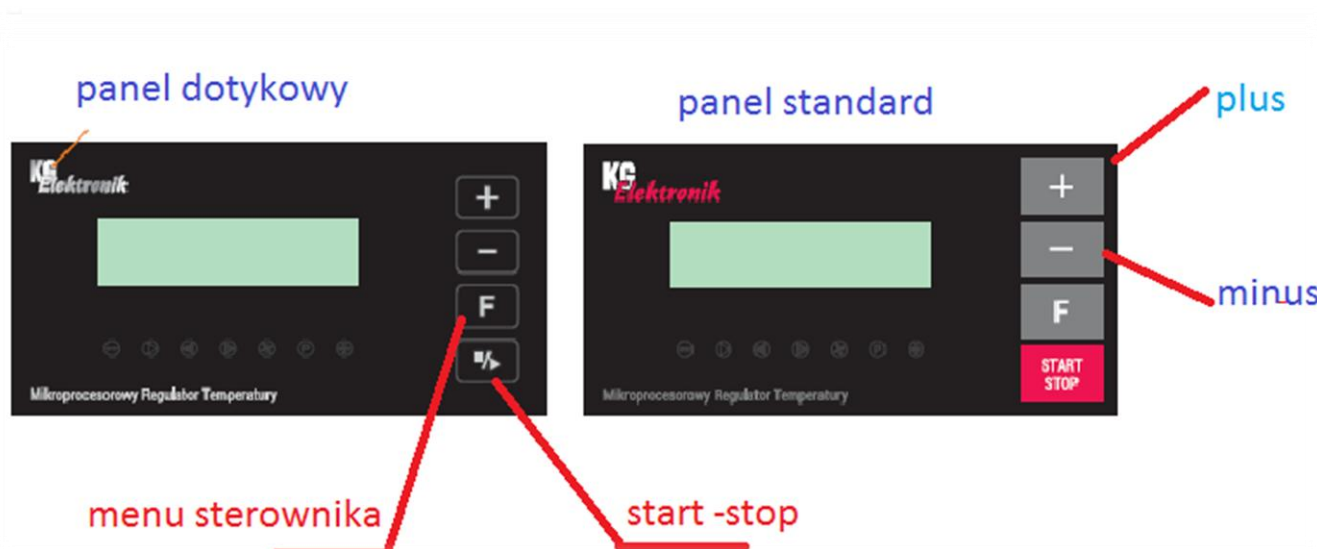 panel dotykowy
panel standard
plus
KG
Elektronik
+
-
F
■/▶
Mikroprocesorowy Regulator Temperatury
KG
Elektronik
+
-
F
START
STOP
Mikroprocesorowy Regulator Temperatury
minus
menu sterownika
start -stop